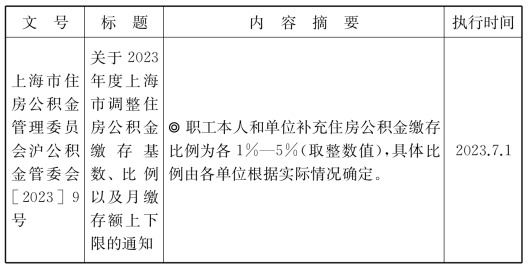 文 号
标 题
内 容 摘 要
执行时间
上海市住
房公积金
管理委员
会沪公积
金管委会
［2023］9
号
关于 2023
年度上海
市调整住
房公积金
缴存基
数、比例
以及月缴
存额上下
限的通知
◎ 职工本人和单位补充住房公积金缴存
比例为各 1％—5％(取整数值),具体比
例由各单位根据实际情况确定。
2023.7.1